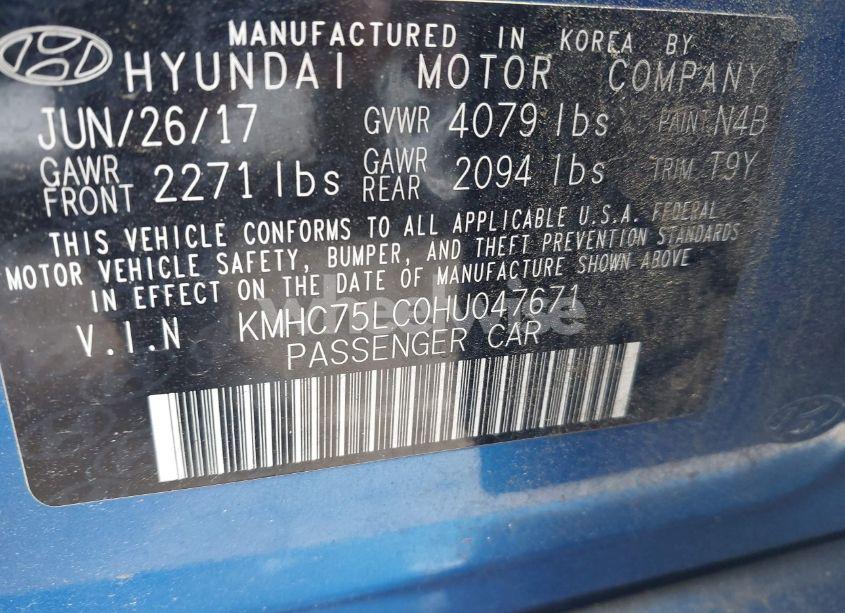 MANUFACTURED IN KOREA BY
HYUNDAI MOTOR COMPANY
JUN/26/17 GVWR 4079 lbs PAINT N4B
GAWR FRONT 2271 lbs GAWR REAR 2094 lbs TRIM T9Y
THIS VEHICLE CONFORMS TO ALL APPLICABLE U.S.A. FEDERAL
MOTOR VEHICLE SAFETY, BUMPER, AND THEFT PREVENTION STANDARDS
IN EFFECT ON THE DATE OF MANUFACTURE SHOWN ABOVE
V.I.N KMHC75LC0HU047671
PASSENGER CAR
wheelwise